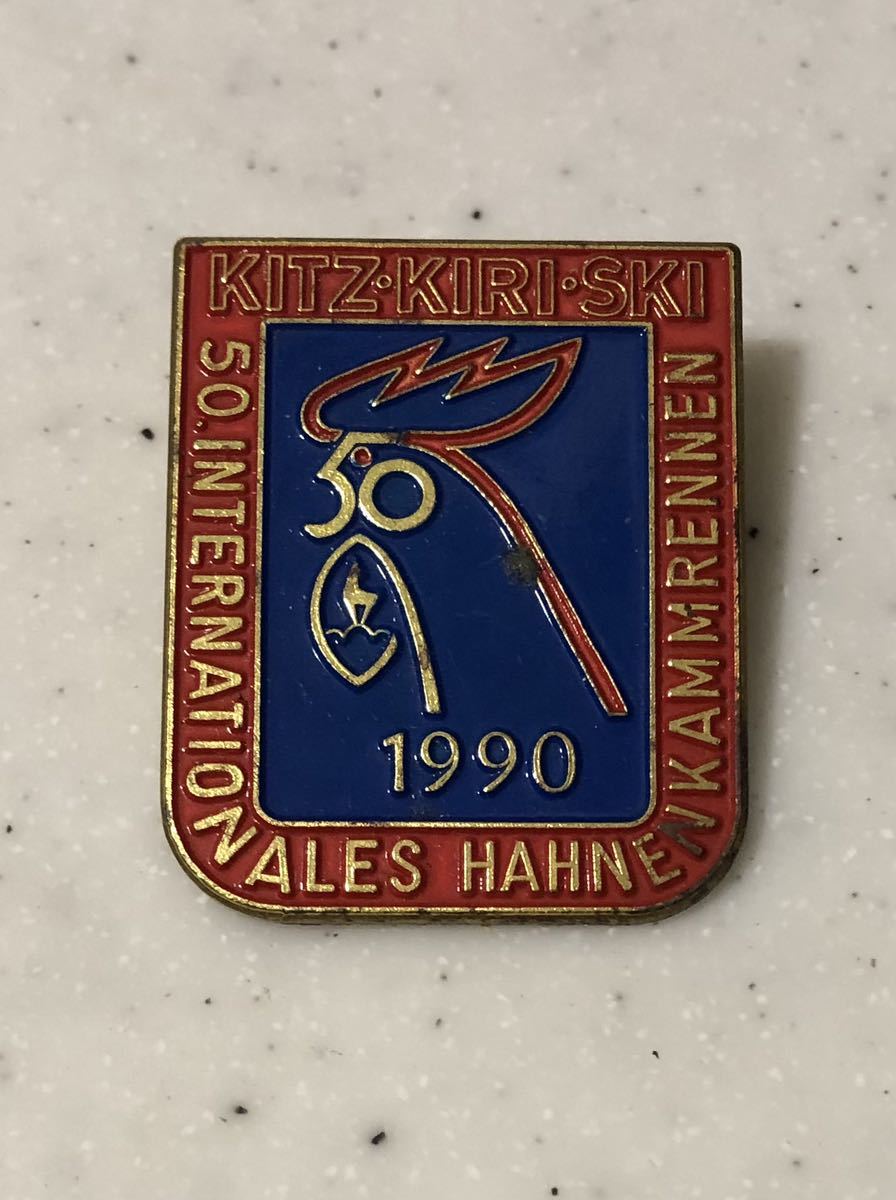 KITZ·KIRI·SKI
50. INTERNATIONALES HAHNENKAMMRENNEN
50
1990